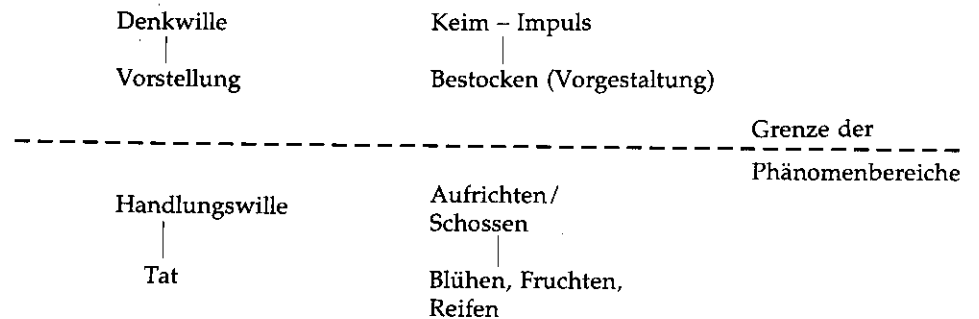 Denkwille
Keim – Impuls
Vorstellung
Bestocken (Vorgestaltung)
Grenze der
Phänomenbereiche
Handlungswille
Aufrichten/
Schossen
Tat
Blühen, Fruchten,
Reifen